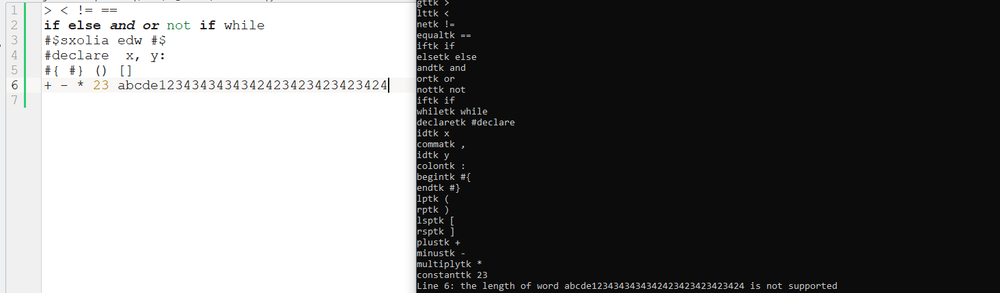 1 > < != ==
2 if else and or not if while
3 #$sxolia edw #$
4 #declare  x, y:
5 #{ #} () []
6 + - * 23 abcde1234343434342423423423423424
7
gttk >
lttk <
netk !=
equaltk ==
iftk if
elsetk else
andtk and
ortk or
nottk not
iftk if
whiletk while
declaretk #declare
idtk x
commatk ,
idtk y
colontk :
begintk #{
endtk #}
lptk (
rptk )
lsptk [
rsptk ]
plustk +
minustk -
multiplytk *
constanttk 23
Line 6: the length of word abcde1234343434342423423423423424 is not supported